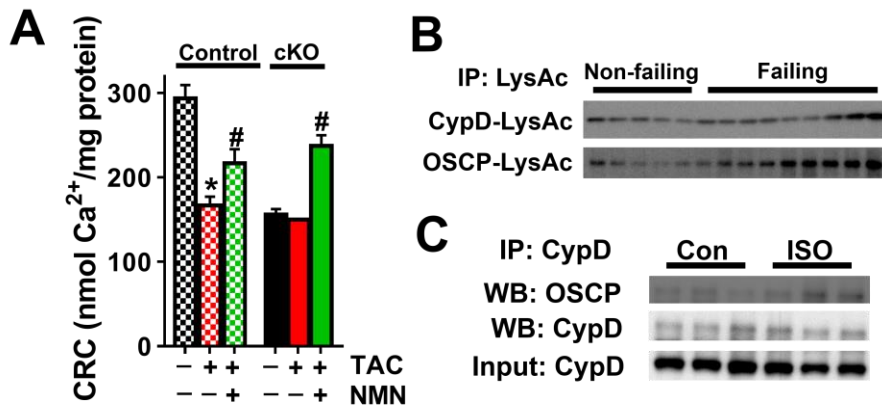 A
Control cKO
CRC (nmol Ca²⁺/mg protein)
300
200
100
0
*
#
#
− + + − + + TAC
− − + − − + NMN
B
IP: LysAc Non-failing Failing
CypD-LysAc
OSCP-LysAc
C
IP: CypD Con ISO
WB: OSCP
WB: CypD
Input: CypD